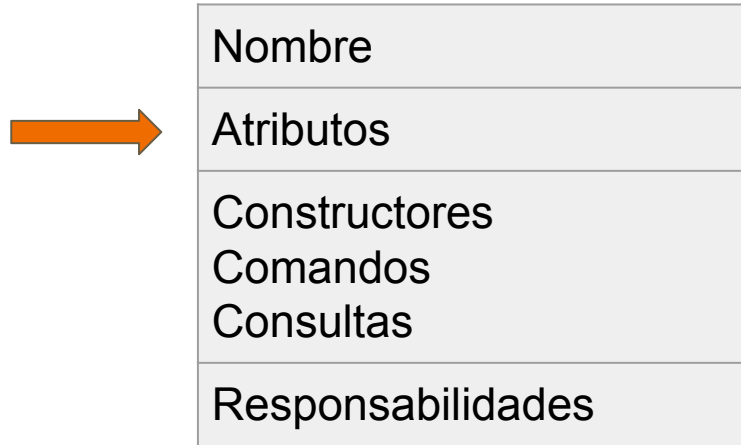 Nombre
Atributos
Constructores
Comandos
Consultas
Responsabilidades